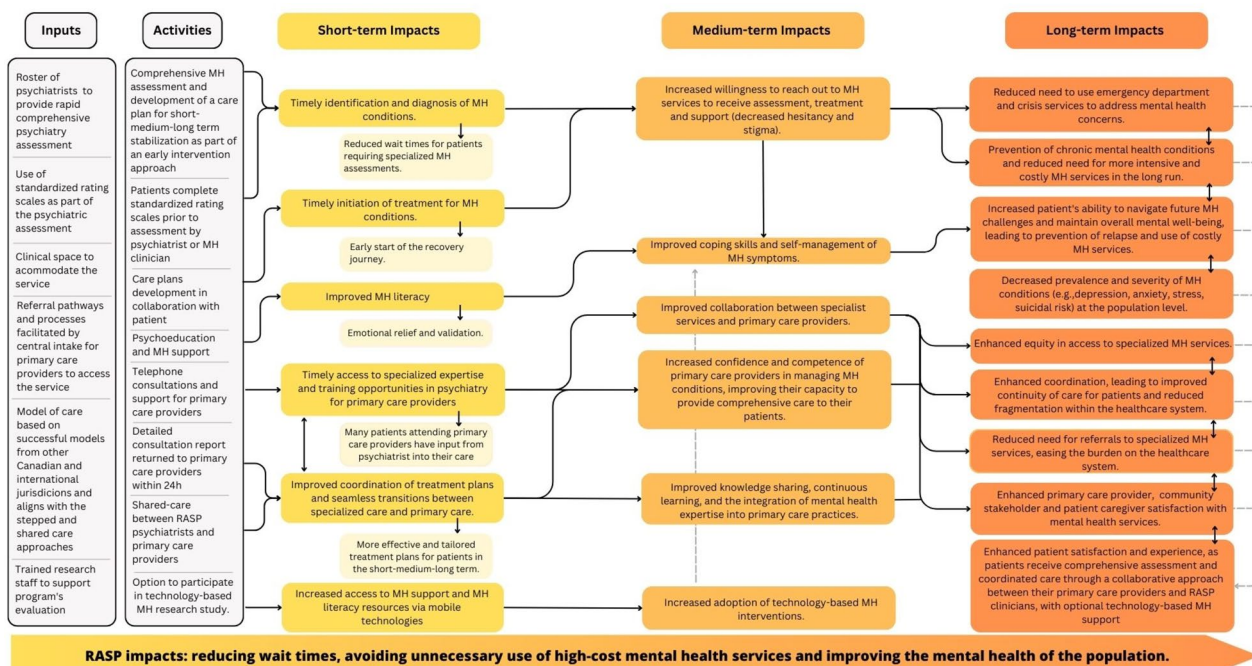 Inputs
Activities
Short-term Impacts
Medium-term Impacts
Long-term Impacts
Roster of
psychiatrists to
provide rapid
comprehensive
psychiatry
assessment
Use of
standardized rating
scales as part of
the psychiatric
assessment
Clinical space to
accommodate the
service
Referral pathways
and processes
facilitated by
central intake for
primary care
providers to access
the service
Model of care
based on
successful models
from other
Canadian and
international
jurisdictions and
aligns with the
stepped and
shared care
approaches
Trained research
staff to support
program's
evaluation
Comprehensive MH
assessment and
development of a care
plan for short-
medium-long term
stabilization as part of
an early intervention
approach
Patients complete
standardized rating
scales prior to
assessment by
psychiatrist or MH
clinician
Care plans
development in
collaboration with
patient
Psychoeducation
and MH support
Telephone
consultations and
support for primary
care providers
Detailed
consultation report
returned to primary
care providers
within 24h
Shared-care
between RASP
psychiatrists and
primary care
providers
Option to participate
in technology-based
MH research study.
Timely identification and diagnosis of MH
conditions.
Reduced wait times for patients
requiring specialized MH
assessments.
Timely initiation of treatment for MH
conditions.
Early start of the recovery
journey.
Improved MH literacy
Emotional relief and validation.
Timely access to specialized expertise
and training opportunities in psychiatry
for primary care providers
Many patients attending primary
care providers have input from
psychiatrist into their care
Improved coordination of treatment plans
and seamless transitions between
specialized care and primary care.
More effective and tailored
treatment plans for patients in
the short-medium-long term.
Increased access to MH support and MH
literacy resources via mobile
technologies
Increased willingness to reach out to MH
services to receive assessment, treatment
and support (decreased hesitancy and
stigma).
Improved coping skills and self-management of
MH symptoms.
Improved collaboration between specialist
services and primary care providers.
Increased confidence and competence of
primary care providers in managing MH
conditions, improving their capacity to
provide comprehensive care to their
patients.
Improved knowledge sharing, continuous
learning, and the integration of mental health
expertise into primary care practices.
Increased adoption of technology-based MH
interventions.
Reduced need to use emergency department
and crisis services to address mental health
concerns.
Prevention of chronic mental health conditions
and reduced need for more intensive and
costly MH services in the long run.
Increased patient's ability to navigate future MH
challenges and maintain overall mental well-being,
leading to prevention of relapse and use of costly
MH services.
Decreased prevalence and severity of MH
conditions (e.g.,depression, anxiety, stress,
suicidal risk) at the population level.
Enhanced equity in access to specialized MH services.
Enhanced coordination, leading to improved
continuity of care for patients and reduced
fragmentation within the healthcare system.
Reduced need for referrals to specialized MH
services, easing the burden on the healthcare
system.
Enhanced primary care provider, community
stakeholder and patient caregiver satisfaction with
mental health services.
Enhanced patient satisfaction and experience, as
patients receive comprehensive assessment and
coordinated care through a collaborative approach
between their primary care providers and RASP
clinicians, with optional technology-based MH
support
RASP impacts: reducing wait times, avoiding unnecessary use of high-cost mental health services and improving the mental health of the population.